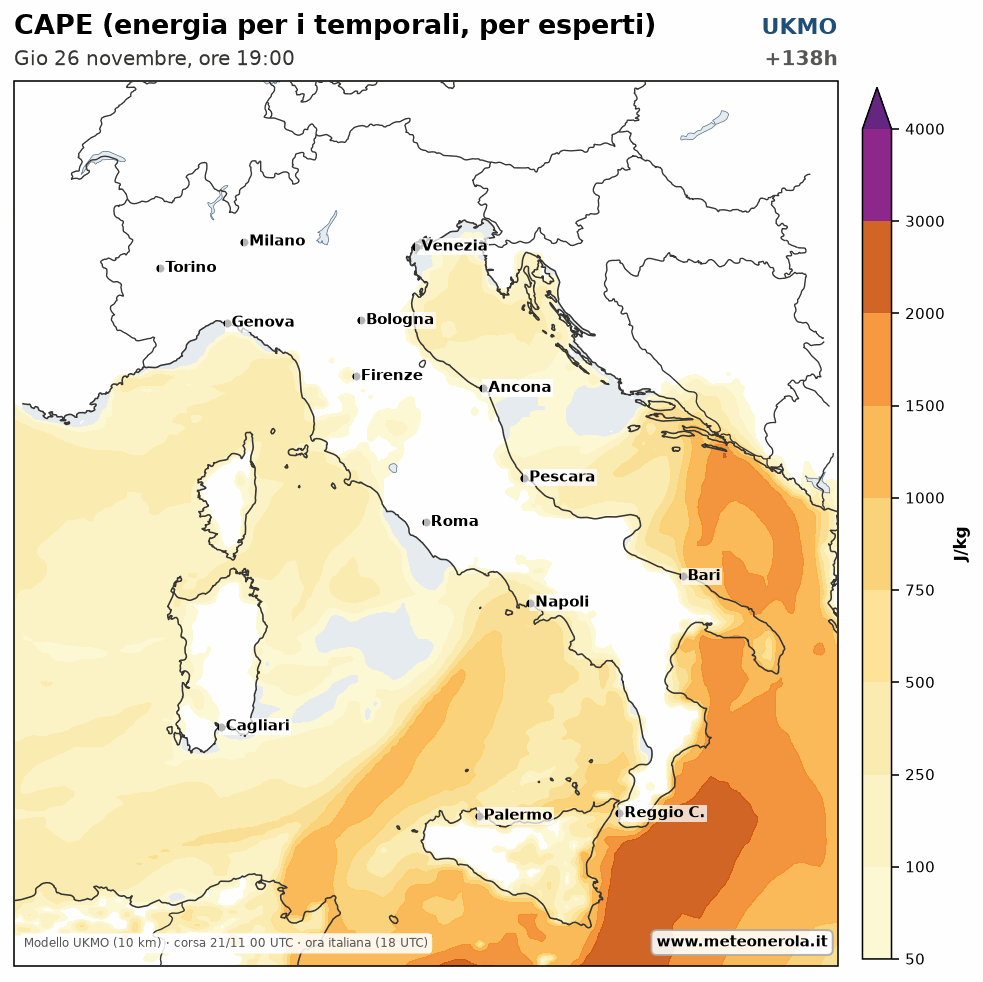 CAPE (energia per i temporali, per esperti)
UKMO
Gio 26 novembre, ore 19:00
+138h
Milano
Venezia
Torino
Genova
Bologna
Firenze
Ancona
Pescara
Roma
Bari
Napoli
Cagliari
Palermo
Reggio C.
4000
3000
2000
1500
1000
750
500
250
100
50
J/kg
Modello UKMO (10 km) · corsa 21/11 00 UTC · ora italiana (18 UTC)
www.meteonerola.it